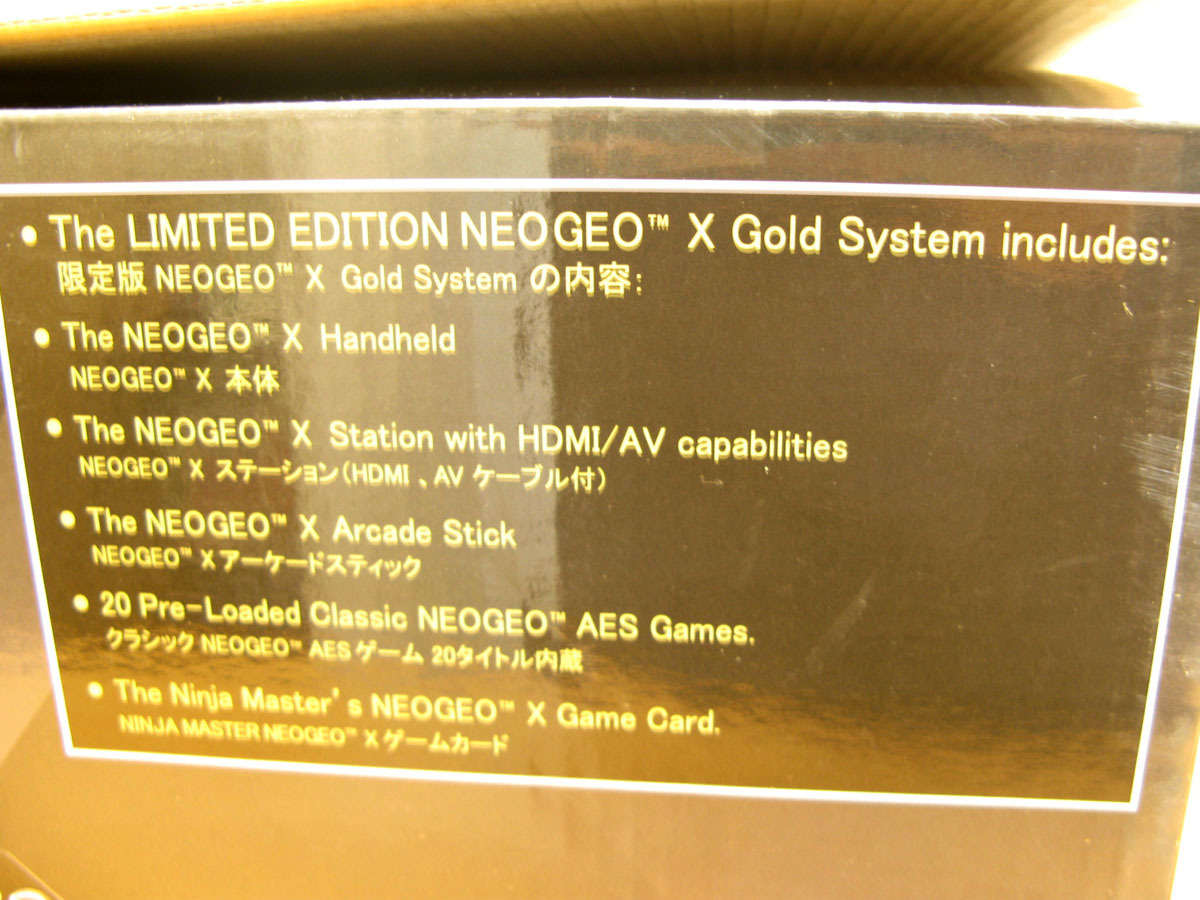 • The LIMITED EDITION NEOGEO™ X Gold System includes:
限定版 NEOGEO™ X Gold System の内容:
• The NEOGEO™ X Handheld
NEOGEO™ X 本体
• The NEOGEO™ X Station with HDMI/AV capabilities
NEOGEO™ X ステーション(HDMI 、AV ケーブル付)
• The NEOGEO™ X Arcade Stick
NEOGEO™ X アーケードスティック
• 20 Pre-Loaded Classic NEOGEO™ AES Games.
クラシック NEOGEO™ AESゲーム 20タイトル内蔵
• The Ninja Master's NEOGEO™ X Game Card.
NINJA MASTER NEOGEO™ X ゲームカード